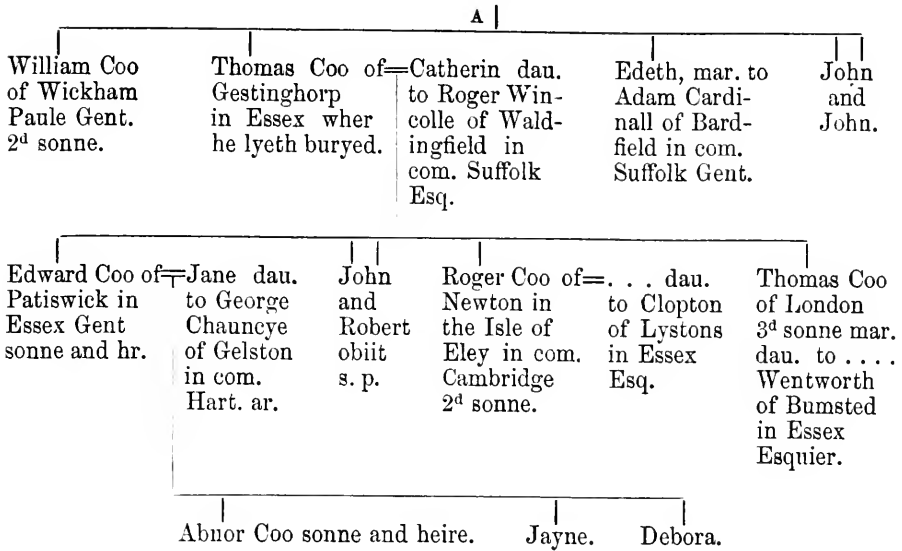 A
William Coo
of Wickham
Paule Gent.
2d sonne.
Thomas Coo of
Gestinghorp
in Essex wher
he lyeth buryed.
=Catherin dau.
to Roger Win-
colle of Wald-
ingfield in
com. Suffolk
Esq.
Edeth, mar. to
Adam Cardi-
nall of Bard-
field in com.
Suffolk Gent.
John
and
John.
Edward Coo of
Patiswick in
Essex Gent
sonne and hr.
=Jane dau.
to George
Chauncye
of Gelston
in com.
Hart. ar.
John
and
Robert
obiit
s. p.
Roger Coo of
Newton in
the Isle of
Eley in com.
Cambridge
2d sonne.
=. . . dau.
to Clopton
of Lystons
in Essex
Esq.
Thomas Coo
of London
3d sonne mar.
dau. to . . . .
Wentworth
of Bumsted
in Essex
Esquier.
Abnor Coo sonne and heire.
Jayne.
Debora.